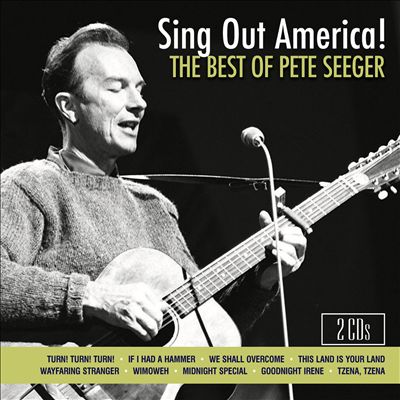 Sing Out America!
THE BEST OF PETE SEEGER
2 CDs
TURN! TURN! TURN! • IF I HAD A HAMMER • WE SHALL OVERCOME • THIS LAND IS YOUR LAND
WAYFARING STRANGER • WIMOWEH • MIDNIGHT SPECIAL • GOODNIGHT IRENE • TZENA, TZENA